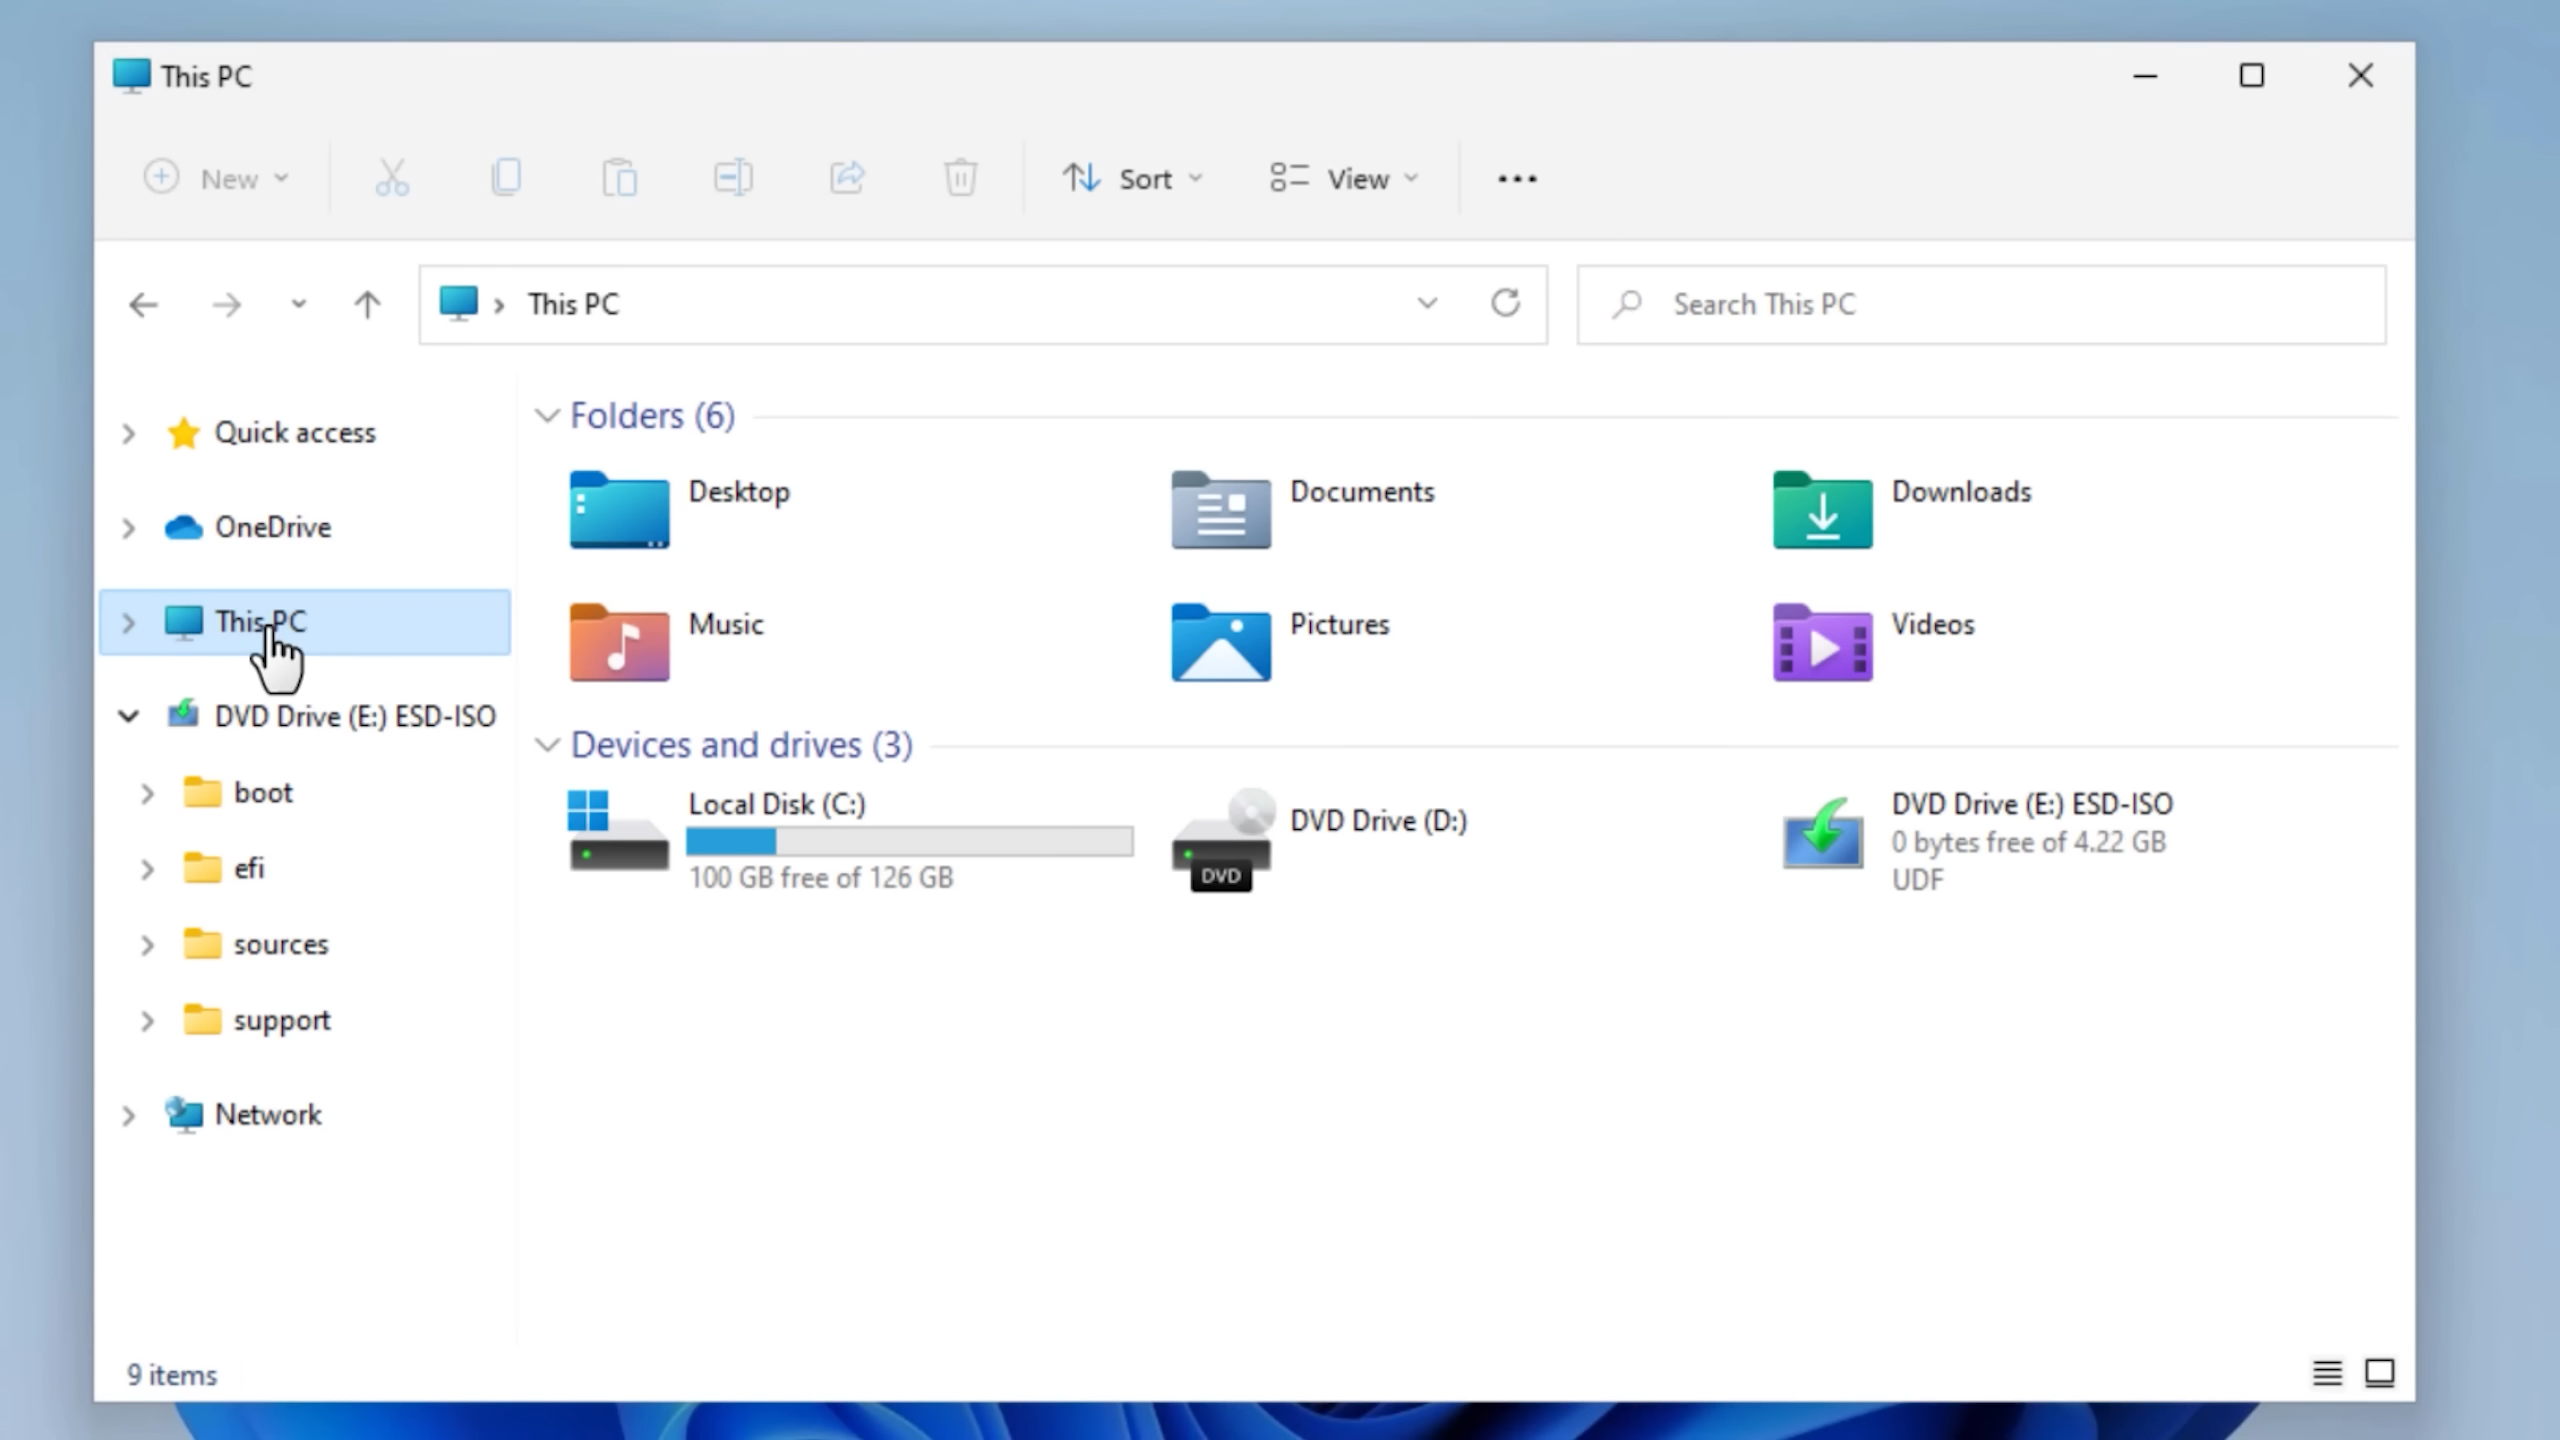 This PC
New
Sort
View
This PC
Search This PC
Quick access
OneDrive
This PC
DVD Drive (E:) ESD-ISO
boot
efi
sources
support
Network
Folders (6)
Desktop
Documents
Downloads
Music
Pictures
Videos
Devices and drives (3)
Local Disk (C:)
100 GB free of 126 GB
DVD Drive (D:)
DVD
DVD Drive (E:) ESD-ISO
0 bytes free of 4.22 GB
UDF
9 items